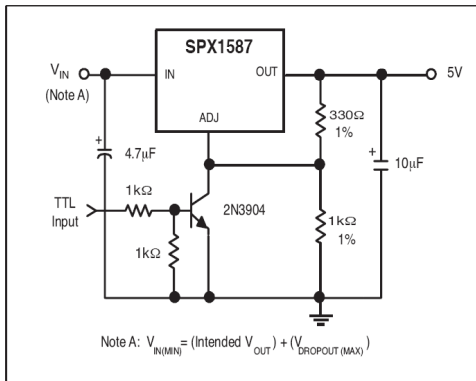 SPX1587
V_IN
IN
OUT
5V
(Note A)
ADJ
330Ω
1%
+
4.7µF
+
10µF
TTL
Input
1kΩ
2N3904
1kΩ
1%
1kΩ
Note A: V_IN(MIN) = (Intended V_OUT) + (V_DROPOUT (MAX))